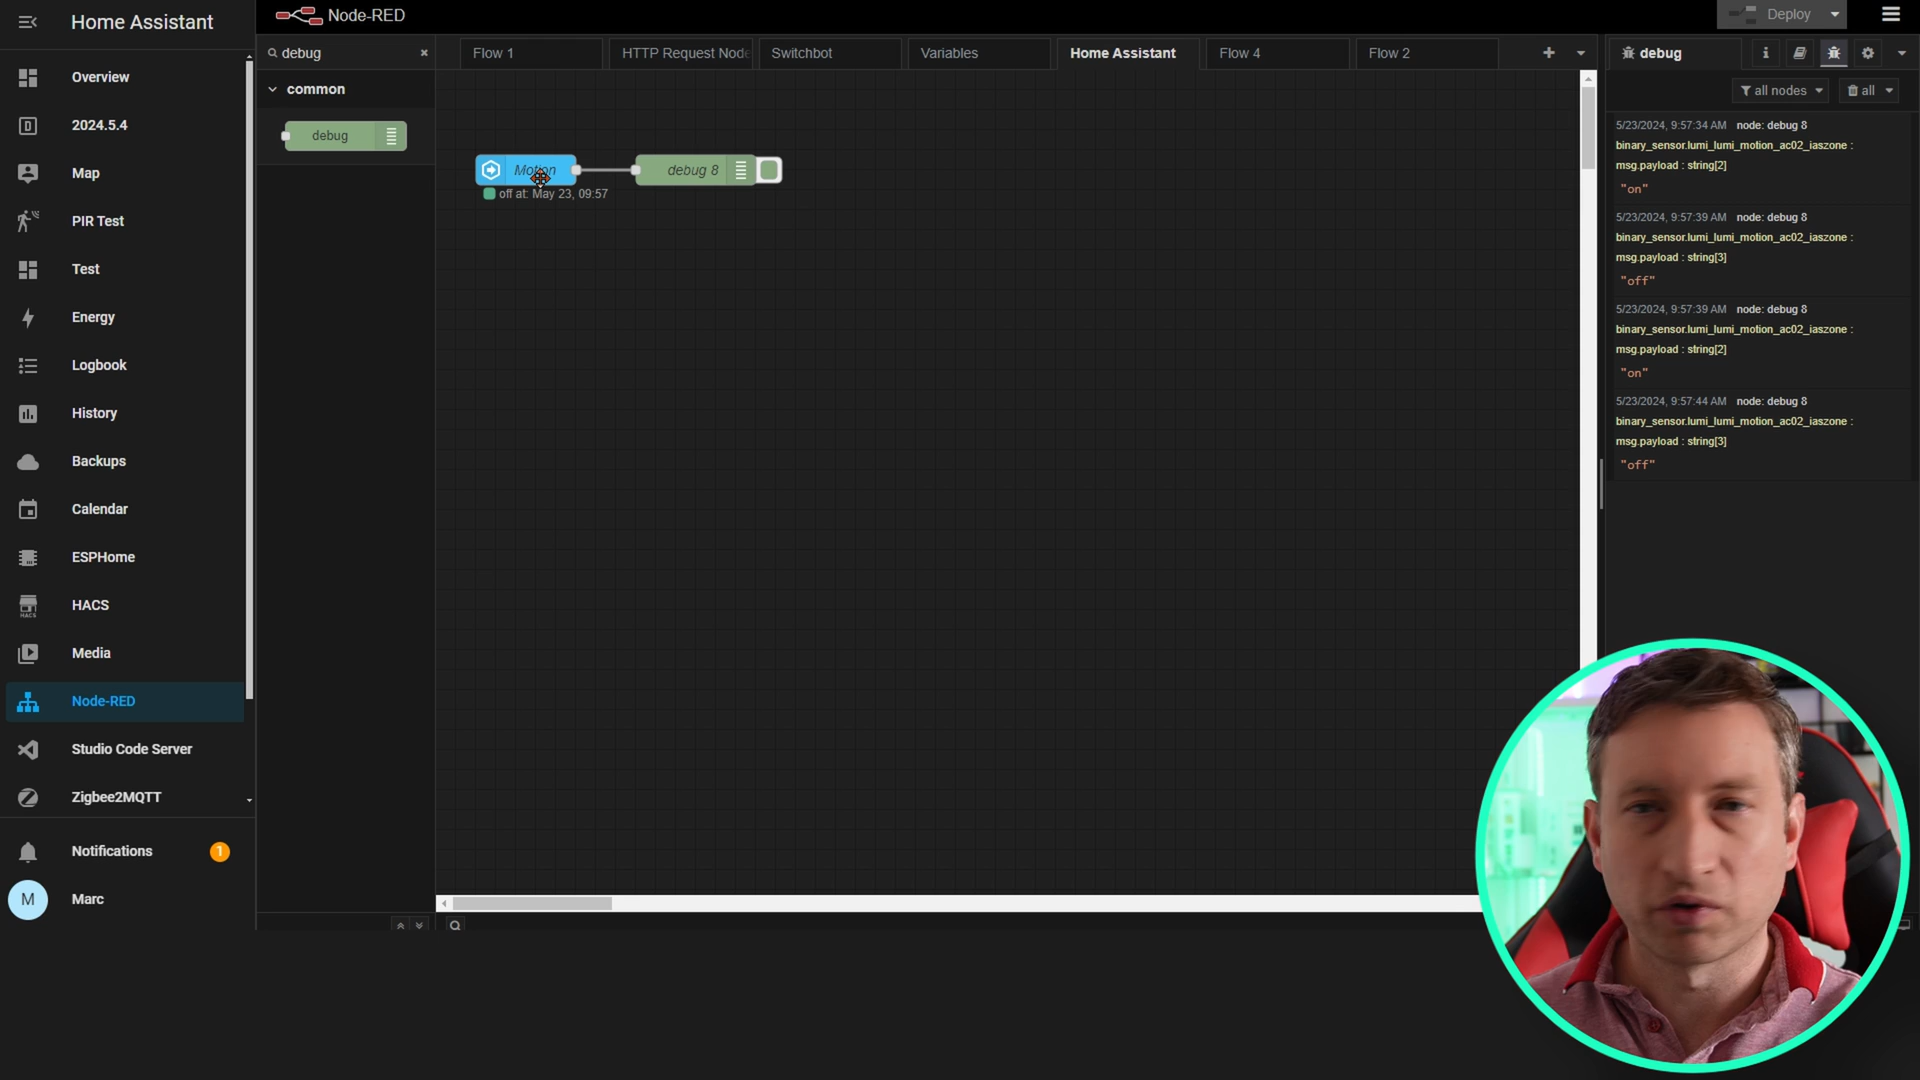 Home Assistant
Overview
2024.5.4
Map
PIR Test
Test
Energy
Logbook
History
Backups
Calendar
ESPHome
HACS
HACS
Media
Node-RED
Studio Code Server
Zigbee2MQTT
Notifications
1
M
Marc
Node-RED
Deploy
debug
common
debug
Flow 1
HTTP Request Node
Switchbot
Variables
Home Assistant
Flow 4
Flow 2
Motion
debug 8
off at: May 23, 09:57
debug
all nodes
all
5/23/2024, 9:57:34 AM node: debug 8
binary_sensor.lumi_lumi_motion_ac02_iaszone :
msg.payload : string[2]
"on"
5/23/2024, 9:57:39 AM node: debug 8
binary_sensor.lumi_lumi_motion_ac02_iaszone :
msg.payload : string[3]
"off"
5/23/2024, 9:57:39 AM node: debug 8
binary_sensor.lumi_lumi_motion_ac02_iaszone :
msg.payload : string[2]
"on"
5/23/2024, 9:57:44 AM node: debug 8
binary_sensor.lumi_lumi_motion_ac02_iaszone :
msg.payload : string[3]
"off"